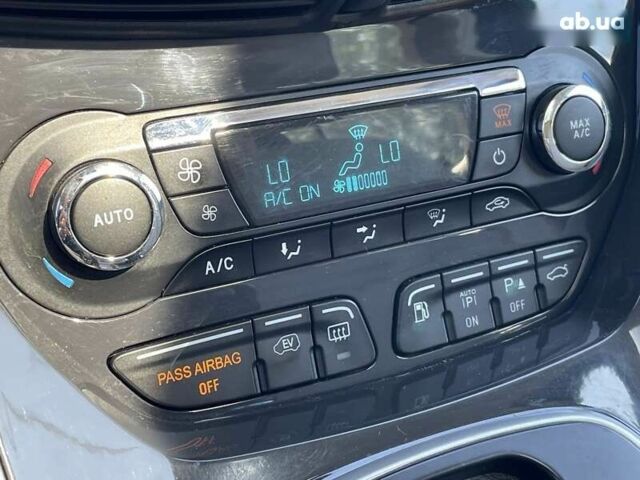 ab.ua
MAX
LO
LO
A/C ON
MAX
A/C
AUTO
A/C
EV
AUTO
P
ON
P
OFF
PASS AIRBAG
OFF